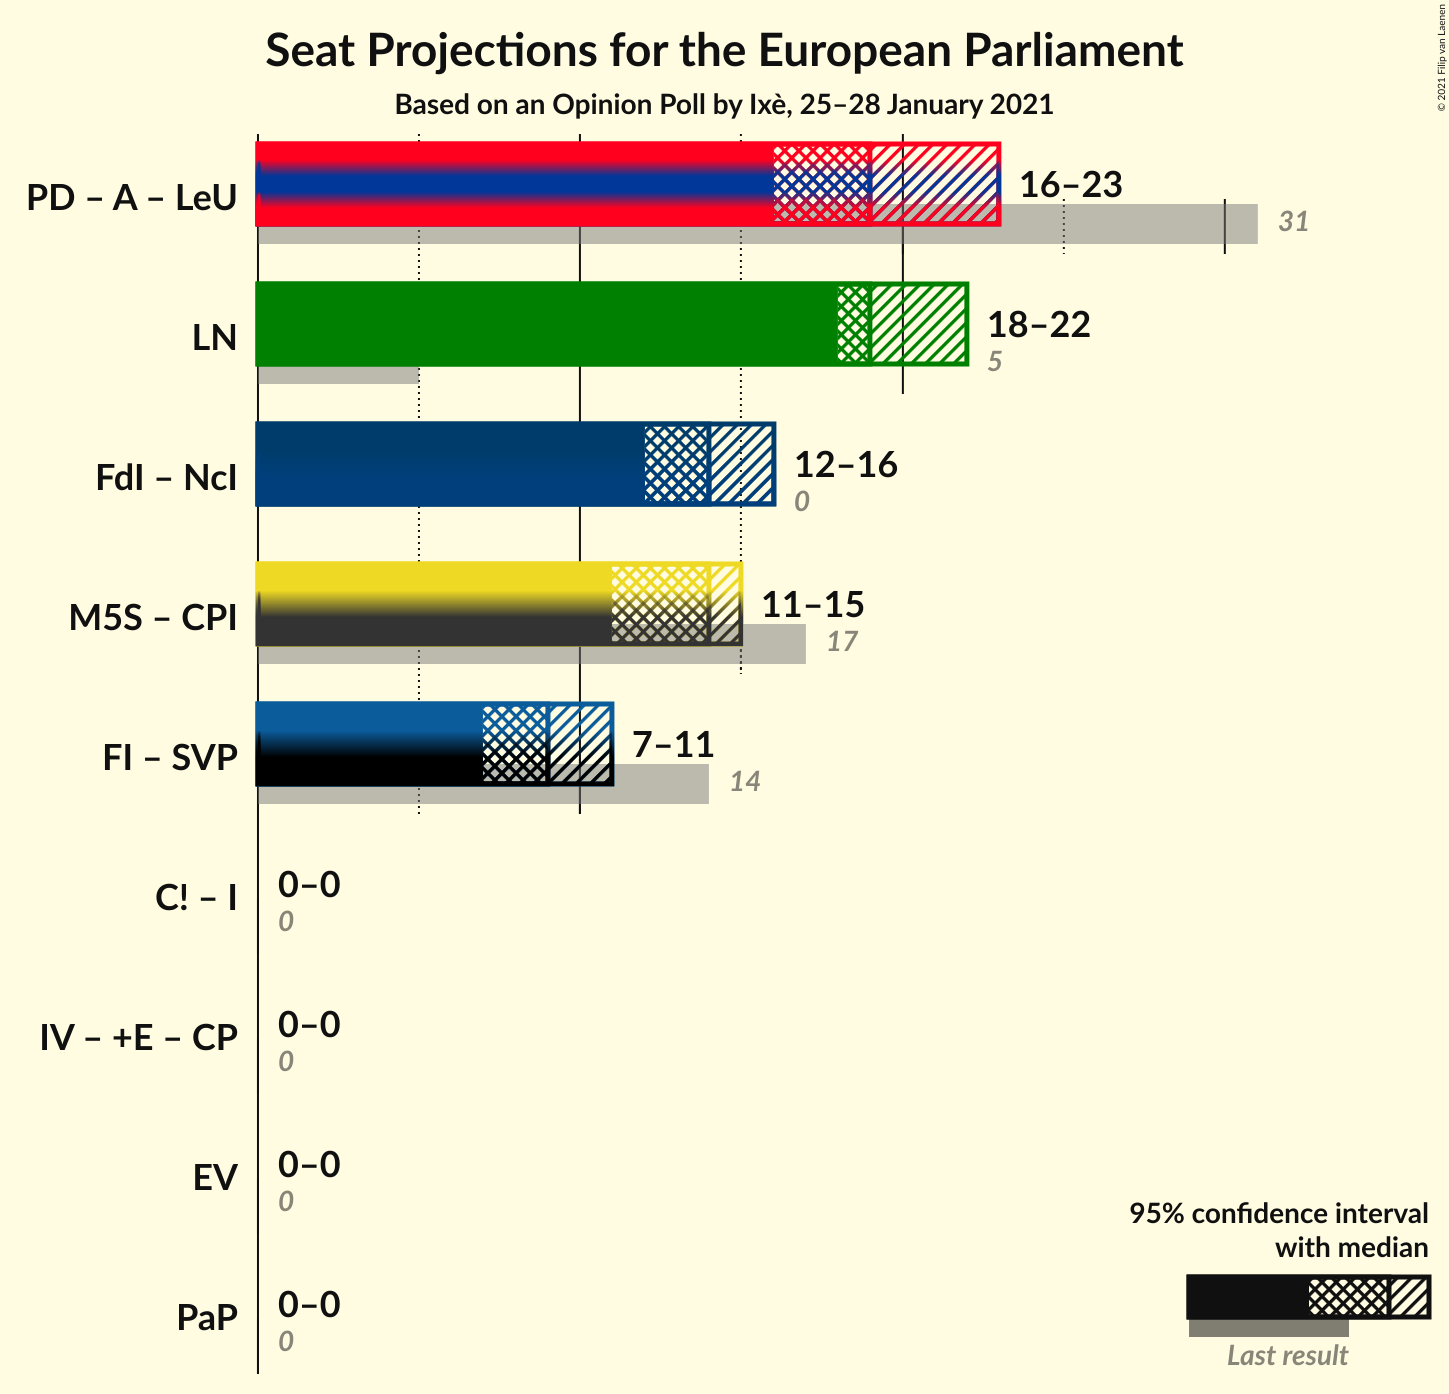 Seat Projections for the European Parliament
Based on an Opinion Poll by Ixè, 25–28 January 2021
© 2021 Filip van Laenen
PD – A – LeU
16–23
31
LN
18–22
5
FdI – NcI
12–16
0
M5S – CPI
11–15
17
FI – SVP
7–11
14
C! – I
0–0
0
IV – +E – CP
0–0
0
EV
0–0
0
PaP
0–0
0
95% confidence interval
with median
Last result